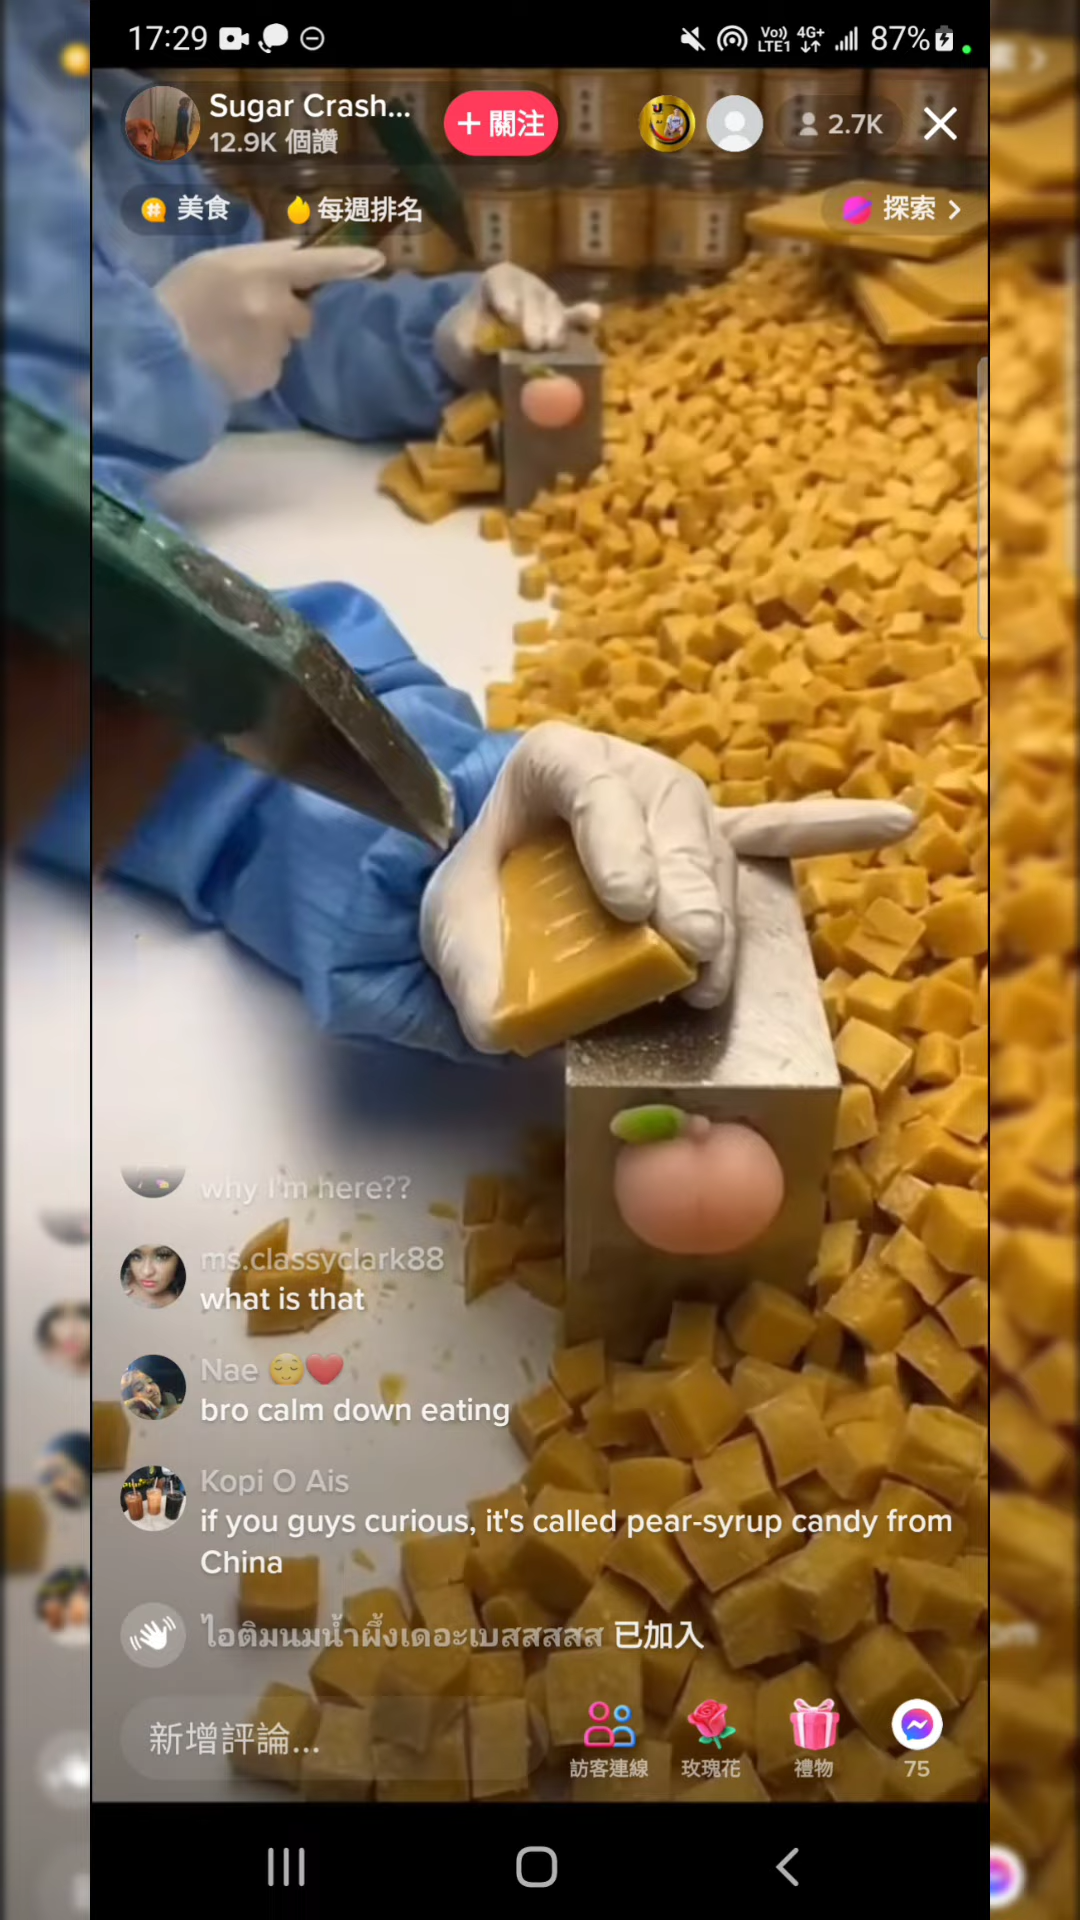 17:29
Vo)) LTE1 4G+ 87%
Sugar Crash...
12.9K 個讚
+ 關注
2.7K
美食
每週排名
探索
why I'm here??
ms.classyclark88
what is that
Nae 😌❤️
bro calm down eating
Kopi O Ais
if you guys curious, it's called pear-syrup candy from
China
ไอติมนมน้ำผึ้งเดอะเบสสสสส 已加入
新增評論...
訪客連線
玫瑰花
禮物
75